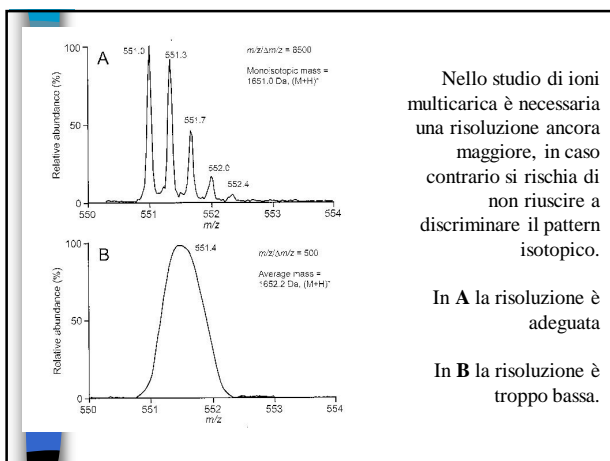 A
551.0
551.3
551.7
552.0
552.4
m/z/Δm/z = 8500
Monoisotopic mass =
1651.0 Da, (M+H)⁺
Relative abundance (%)
100
50
0
550
551
552
553
554
m/z
B
551.4
m/z/Δm/z = 500
Average mass =
1652.2 Da, (M+H)⁺
Relative abundance (%)
100
50
0
550
551
552
553
554
m/z
Nello studio di ioni
multicarica è necessaria
una risoluzione ancora
maggiore, in caso
contrario si rischia di
non riuscire a
discriminare il pattern
isotopico.
In A la risoluzione è
adeguata
In B la risoluzione è
troppo bassa.